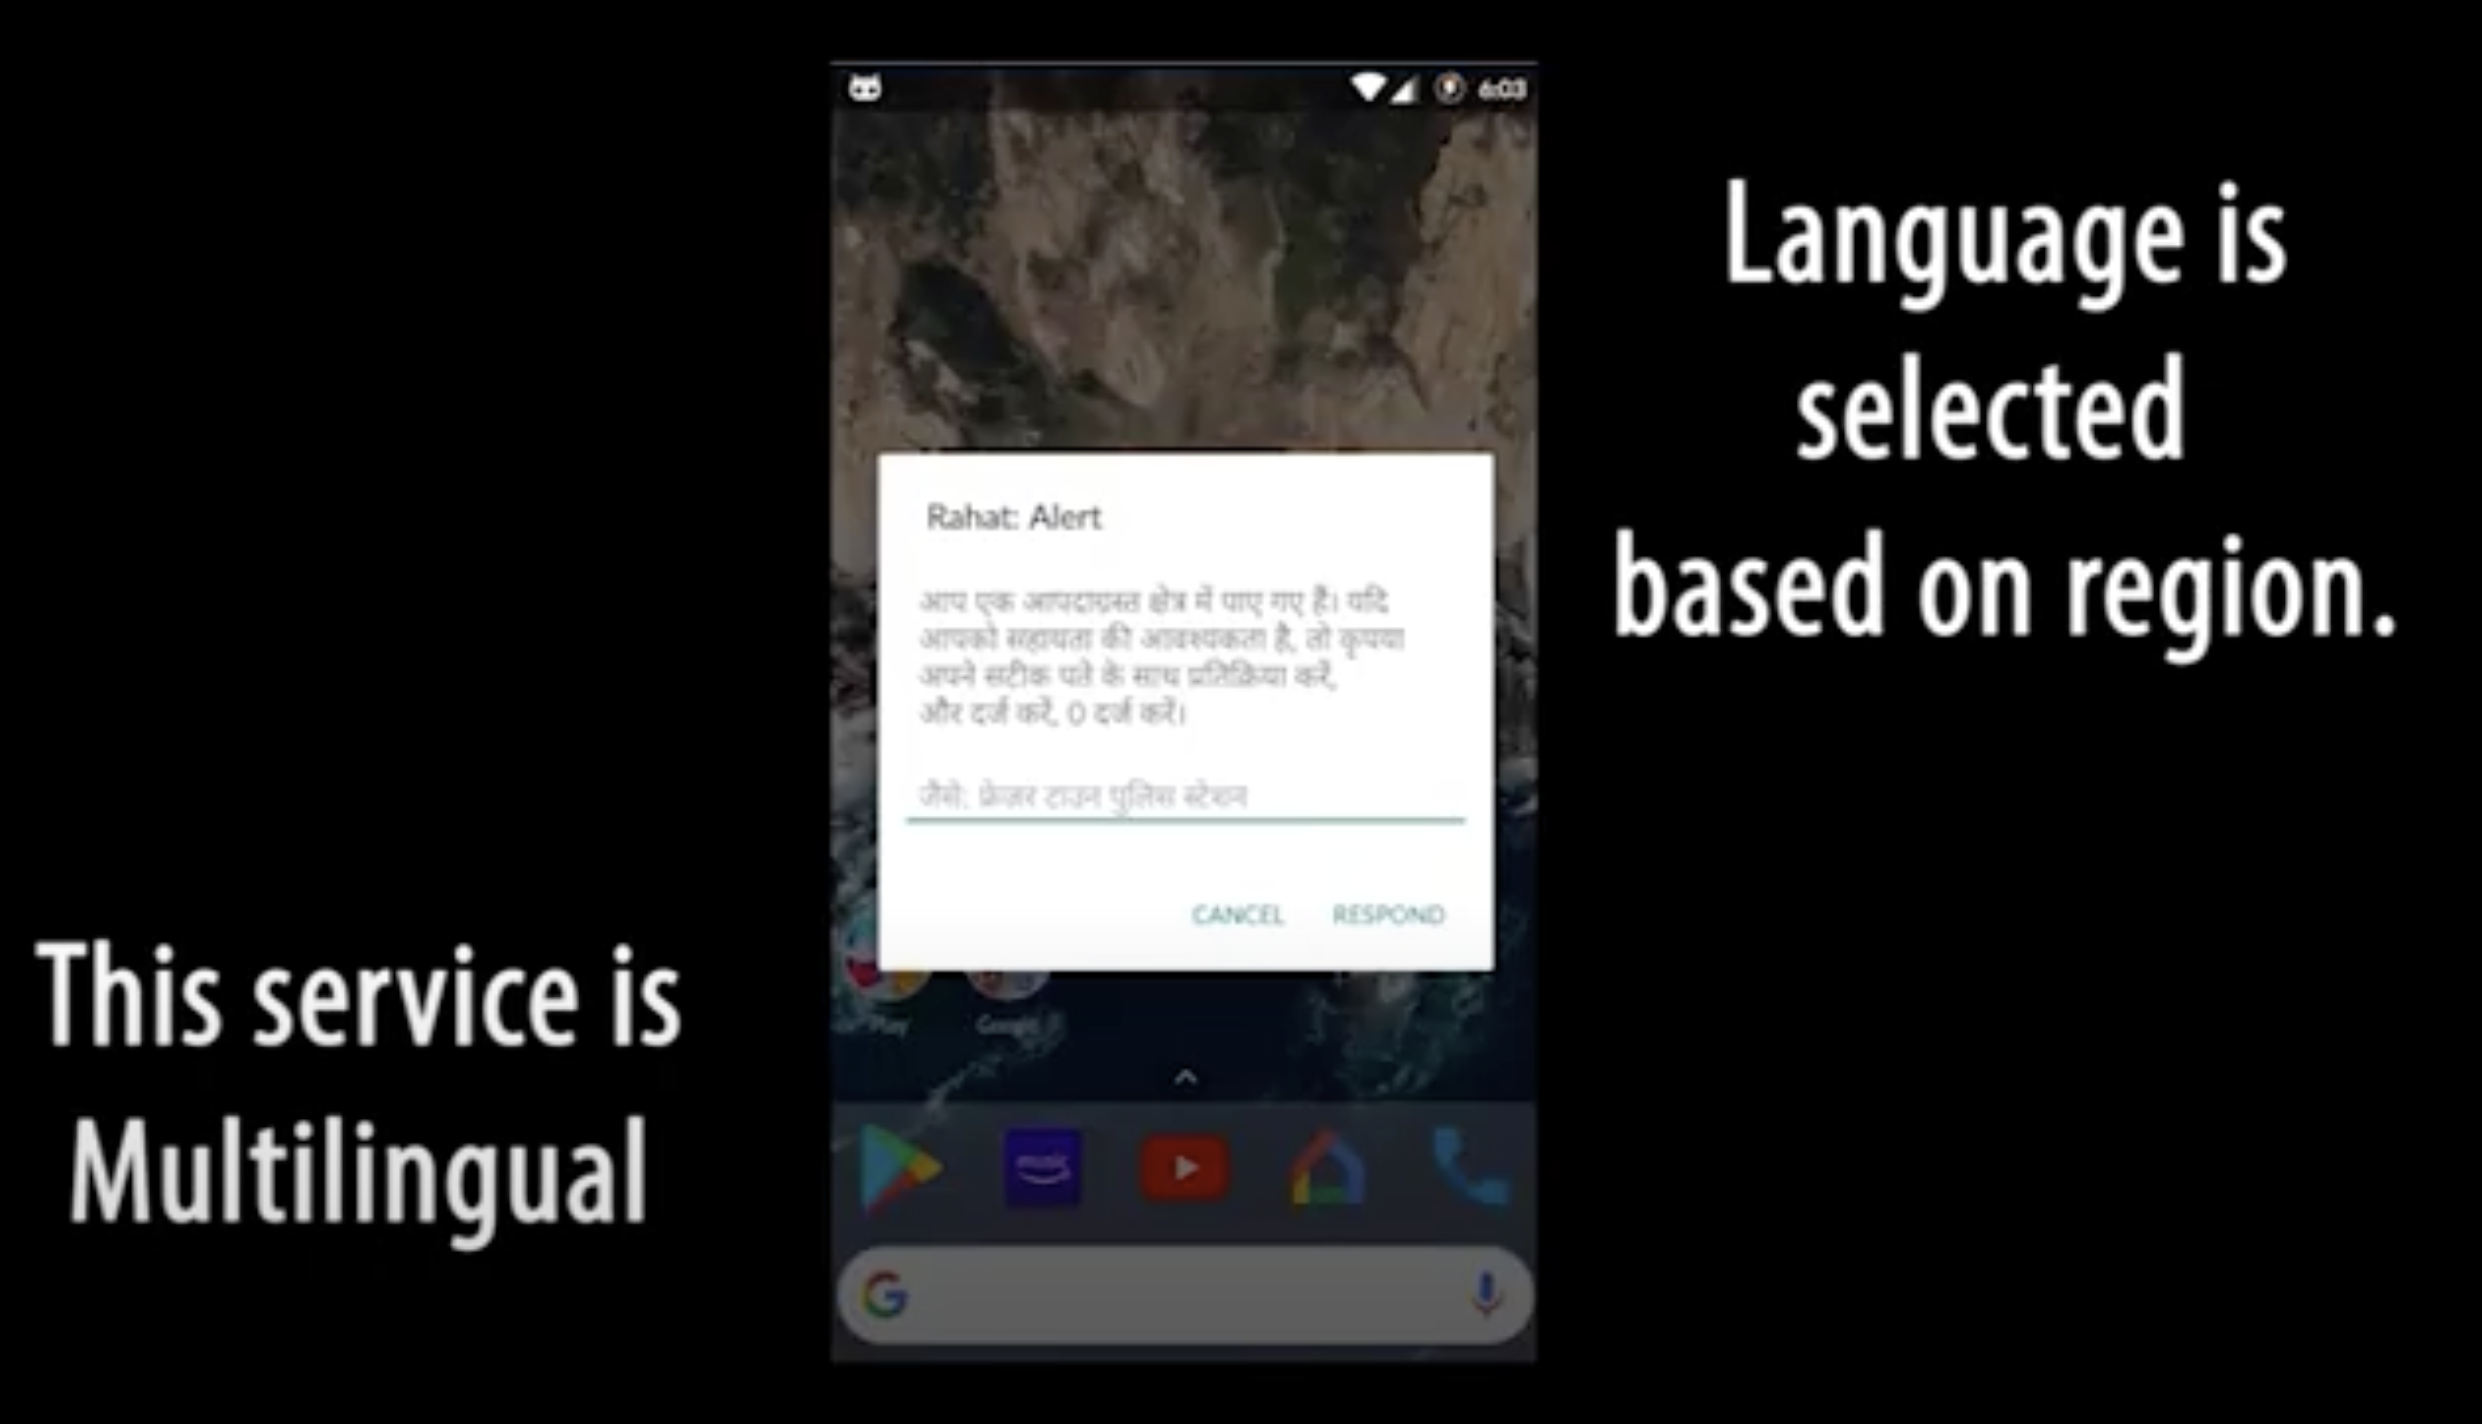 6:03
Language is
selected
based on region.
Rahat: Alert
आप एक आपदाग्रस्त क्षेत्र में पाए गए हैं। यदि
आपको सहायता की आवश्यकता है, तो कृपया
अपने सटीक पते के साथ प्रतिक्रिया करें,
और दर्ज करें, 0 दर्ज करें।
जैसे: फ्रेज़र टाउन पुलिस स्टेशन
CANCEL RESPOND
This service is
Multilingual
Play Google
music
G